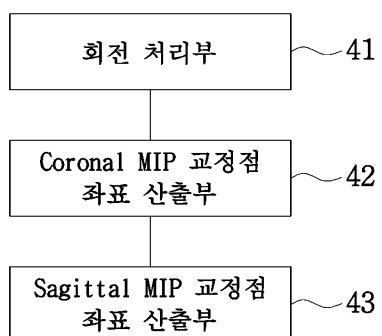 회전 처리부
41
Coronal MIP 교정점
좌표 산출부
42
Sagittal MIP 교정점
좌표 산출부
43